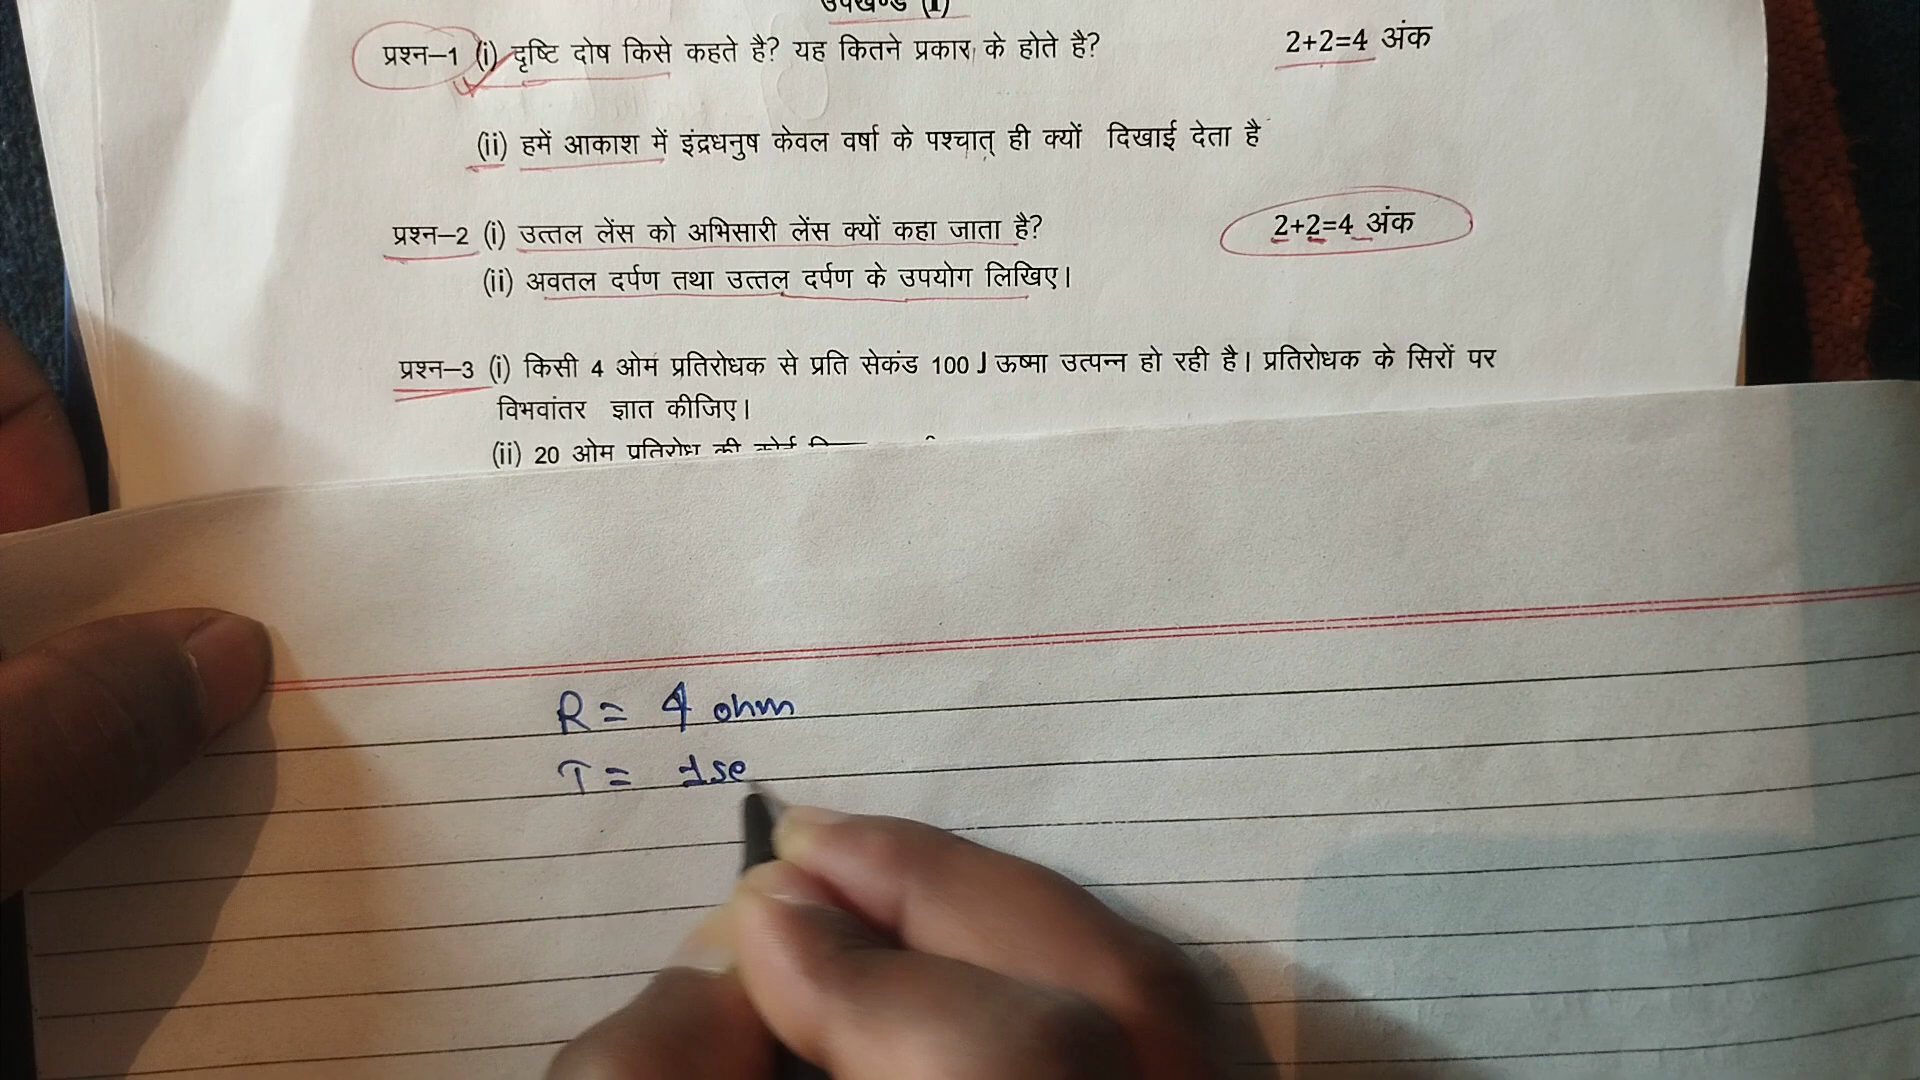 उपखण्ड (I)
प्रश्न–1 (i) दृष्टि दोष किसे कहते है? यह कितने प्रकार के होते है? 2+2=4 अंक
(ii) हमें आकाश में इंद्रधनुष केवल वर्षा के पश्चात् ही क्यों दिखाई देता है
प्रश्न–2 (i) उत्तल लेंस को अभिसारी लेंस क्यों कहा जाता है? 2+2=4 अंक
(ii) अवतल दर्पण तथा उत्तल दर्पण के उपयोग लिखिए।
प्रश्न–3 (i) किसी 4 ओम प्रतिरोधक से प्रति सेकंड 100 J ऊष्मा उत्पन्न हो रही है। प्रतिरोधक के सिरों पर
विभवांतर ज्ञात कीजिए।
(ii) 20 ओम प्रतिरोध की कोई
R = 4 ohm
T = 1se